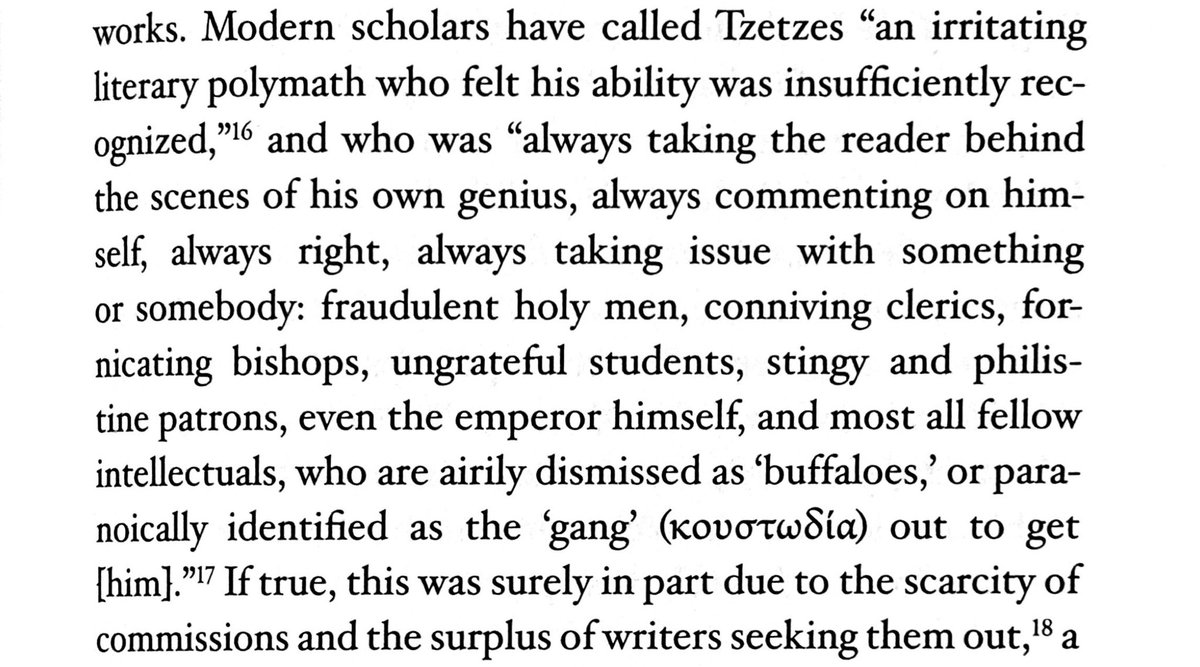 works. Modern scholars have called Tzetzes “an irritating
literary polymath who felt his ability was insufficiently rec-
ognized,”16 and who was “always taking the reader behind
the scenes of his own genius, always commenting on him-
self, always right, always taking issue with something
or somebody: fraudulent holy men, conniving clerics, for-
nicating bishops, ungrateful students, stingy and philis-
tine patrons, even the emperor himself, and most all fellow
intellectuals, who are airily dismissed as ‘buffaloes,’ or para-
noically identified as the ‘gang’ (κουστωδία) out to get
[him].”17 If true, this was surely in part due to the scarcity of
commissions and the surplus of writers seeking them out,18 a